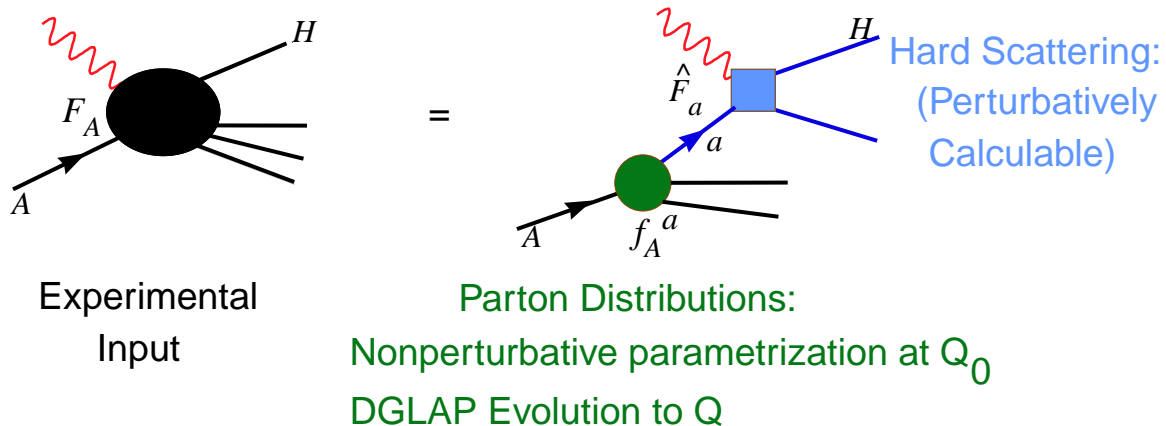 H
F_A
A
=
H
F̂_a
a
A
f_A^a
Hard Scattering:
(Perturbatively
Calculable)
Experimental
Input
Parton Distributions:
Nonperturbative parametrization at Q_0
DGLAP Evolution to Q